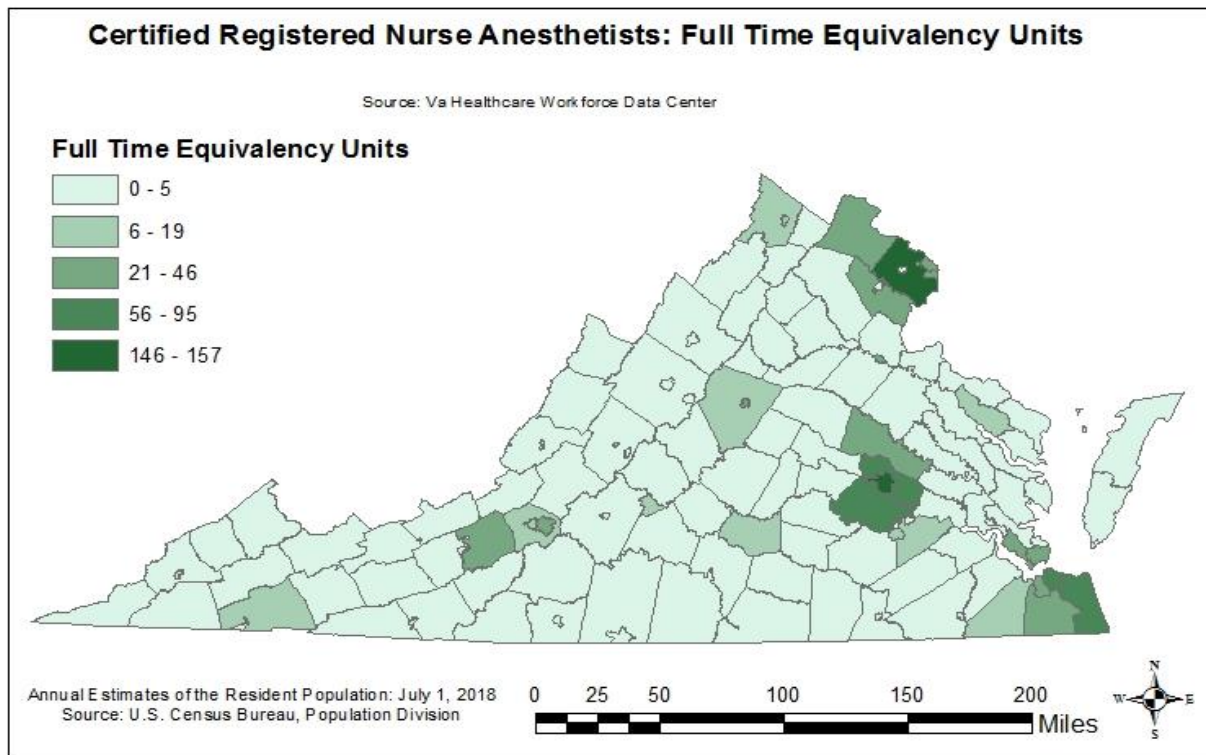 Certified Registered Nurse Anesthetists: Full Time Equivalency Units
Source: Va Healthcare Workforce Data Center
Full Time Equivalency Units
0 - 5
6 - 19
21 - 46
56 - 95
146 - 157
Annual Estimates of the Resident Population: July 1, 2018
Source: U.S. Census Bureau, Population Division
0 25 50 100 150 200
Miles
N
W E
S